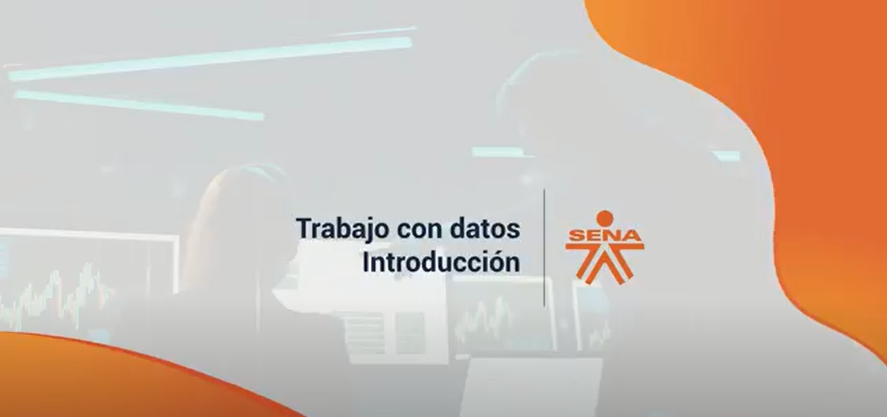 Trabajo con datos
Introducción
SENA